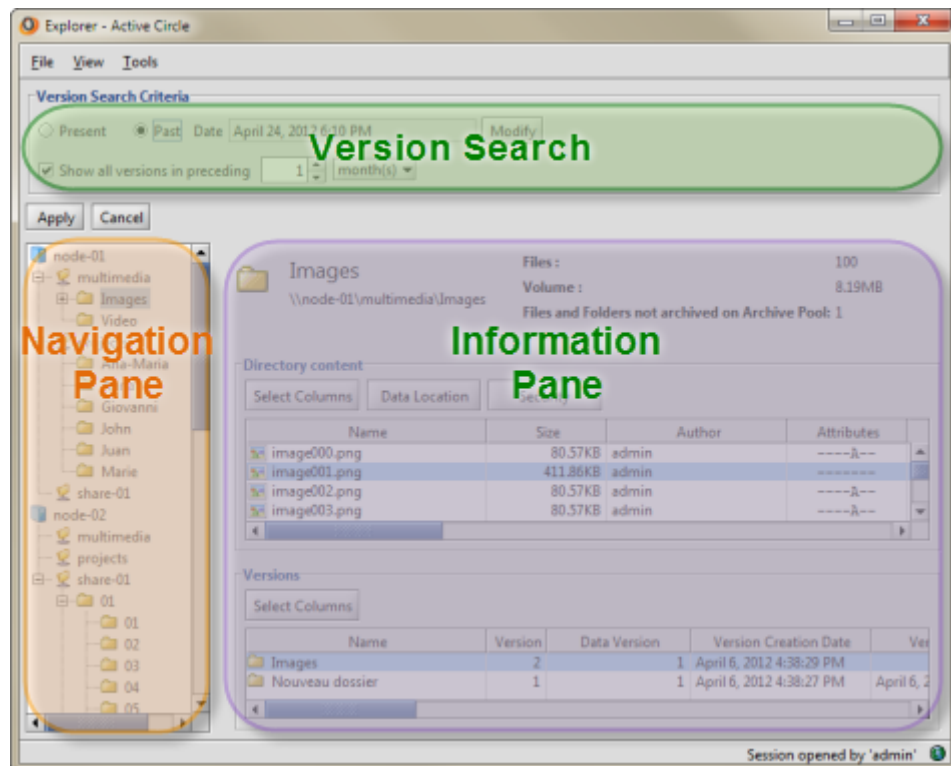 Explorer - Active Circle
File View Tools
Version Search Criteria
Present Past Date April 24, 2012 6:10 PM Modify
Version Search
Show all versions in preceding 1 month(s)
Apply Cancel
node-01
multimedia
Images
Video
Navigation Pane
Ana-Maria
Giovanni
John
Juan
Marie
share-01
node-02
multimedia
projects
share-01
01
01
02
03
04
05
Images
\\node-01\multimedia\Images
Files : 100
Volume : 8.19MB
Files and Folders not archived on Archive Pool: 1
Information Pane
Directory content
Select Columns Data Location Security
Name Size Author Attributes
image000.png 80.57KB admin ----A--
image001.png 411.86KB admin -------
image002.png 80.57KB admin ----A--
image003.png 80.57KB admin ----A--
Versions
Select Columns
Name Version Data Version Version Creation Date Ver
Images 2 1 April 6, 2012 4:38:29 PM
Nouveau dossier 1 1 April 6, 2012 4:38:27 PM April 6, 2
Session opened by 'admin'